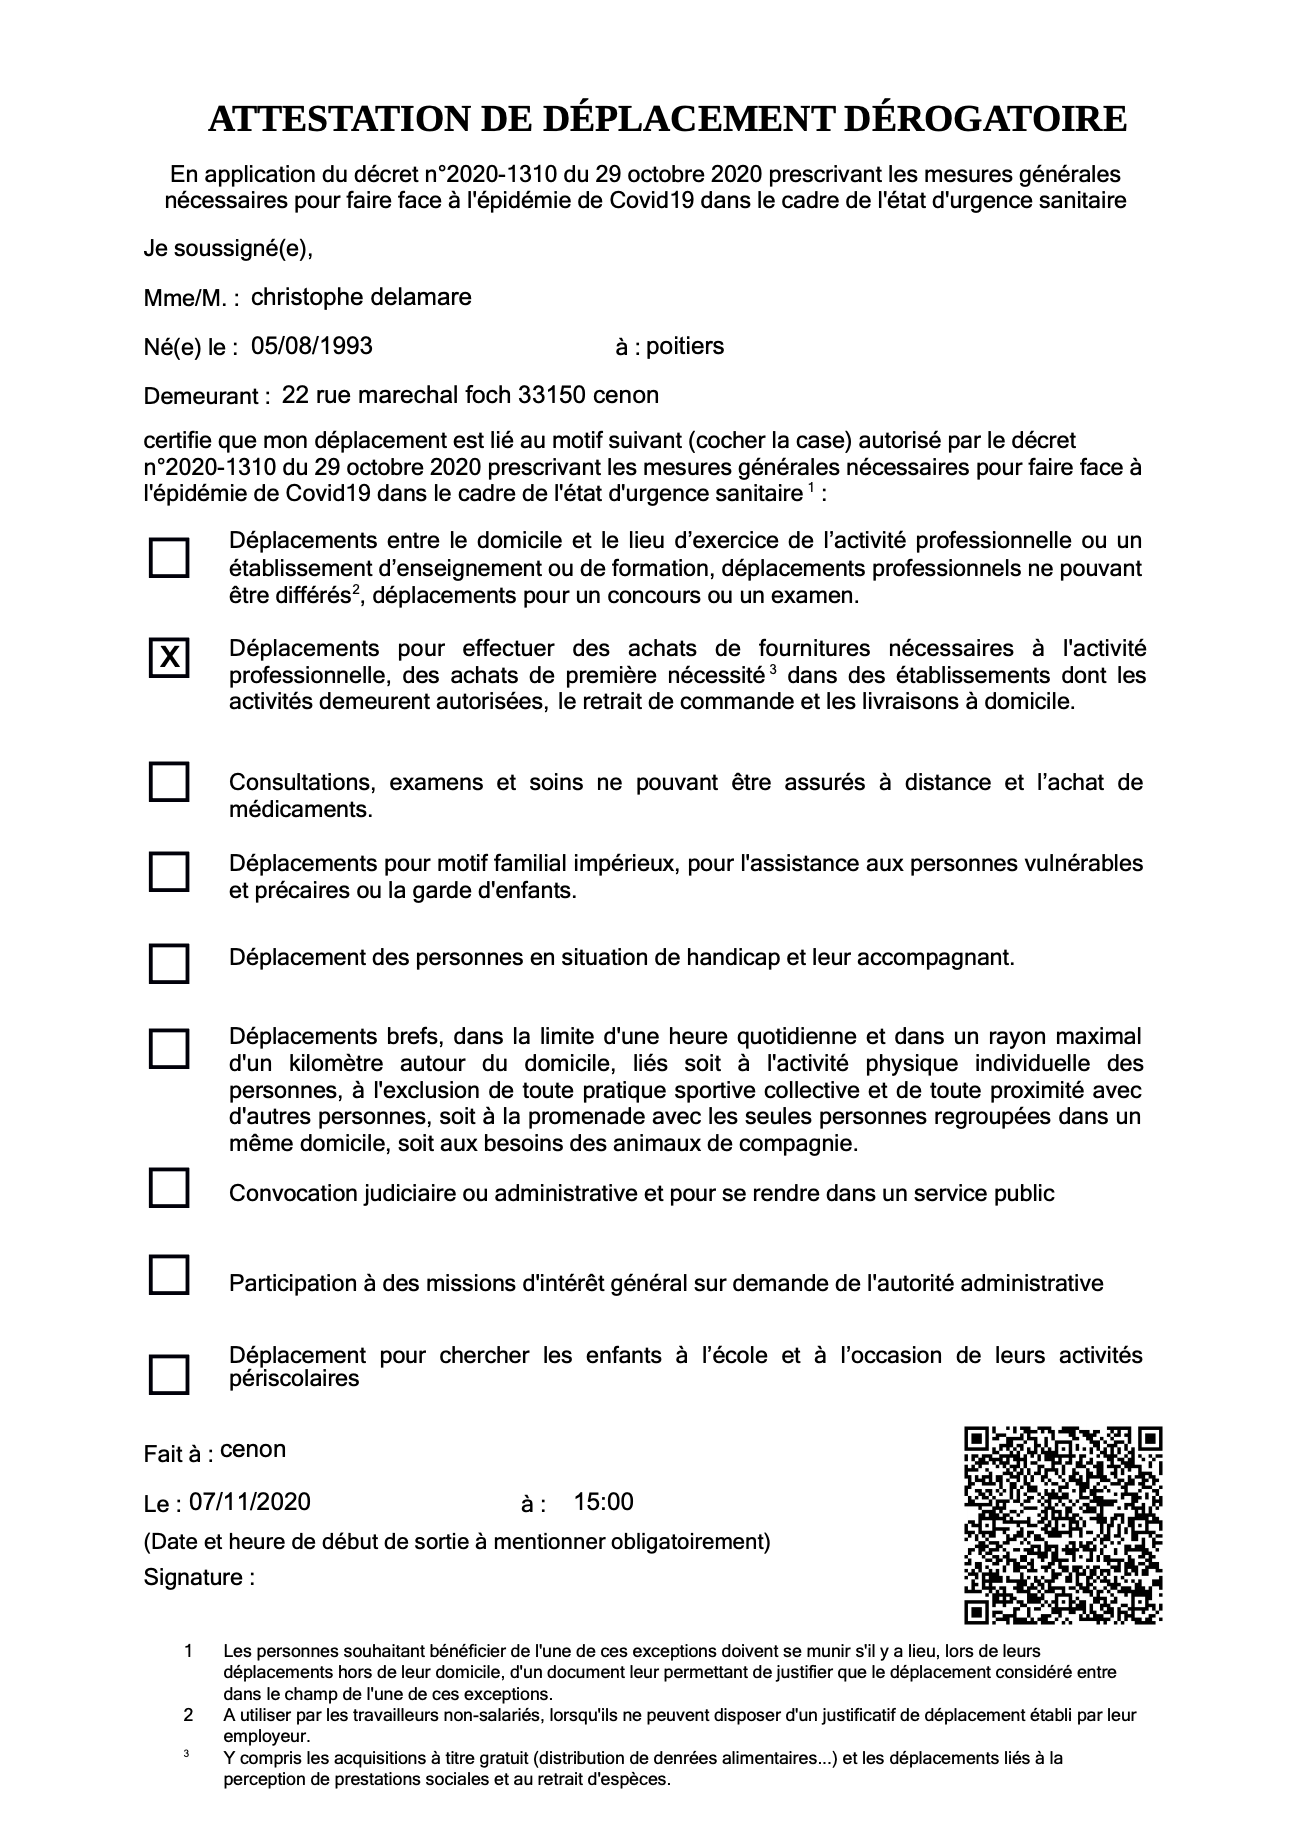 ATTESTATION DE DÉPLACEMENT DÉROGATOIRE
En application du décret n°2020-1310 du 29 octobre 2020 prescrivant les mesures générales
nécessaires pour faire face à l'épidémie de Covid19 dans le cadre de l'état d'urgence sanitaire
Je soussigné(e),
Mme/M. : christophe delamare
Né(e) le : 05/08/1993 à : poitiers
Demeurant : 22 rue marechal foch 33150 cenon
certifie que mon déplacement est lié au motif suivant (cocher la case) autorisé par le décret
n°2020-1310 du 29 octobre 2020 prescrivant les mesures générales nécessaires pour faire face à
l'épidémie de Covid19 dans le cadre de l'état d'urgence sanitaire 1 :
Déplacements entre le domicile et le lieu d’exercice de l’activité professionnelle ou un
établissement d’enseignement ou de formation, déplacements professionnels ne pouvant
être différés2, déplacements pour un concours ou un examen.
X Déplacements pour effectuer des achats de fournitures nécessaires à l'activité
professionnelle, des achats de première nécessité 3 dans des établissements dont les
activités demeurent autorisées, le retrait de commande et les livraisons à domicile.
Consultations, examens et soins ne pouvant être assurés à distance et l’achat de
médicaments.
Déplacements pour motif familial impérieux, pour l'assistance aux personnes vulnérables
et précaires ou la garde d'enfants.
Déplacement des personnes en situation de handicap et leur accompagnant.
Déplacements brefs, dans la limite d'une heure quotidienne et dans un rayon maximal
d'un kilomètre autour du domicile, liés soit à l'activité physique individuelle des
personnes, à l'exclusion de toute pratique sportive collective et de toute proximité avec
d'autres personnes, soit à la promenade avec les seules personnes regroupées dans un
même domicile, soit aux besoins des animaux de compagnie.
Convocation judiciaire ou administrative et pour se rendre dans un service public
Participation à des missions d'intérêt général sur demande de l'autorité administrative
Déplacement pour chercher les enfants à l’école et à l’occasion de leurs activités
périscolaires
Fait à : cenon
Le : 07/11/2020 à : 15:00
(Date et heure de début de sortie à mentionner obligatoirement)
Signature :
1 Les personnes souhaitant bénéficier de l'une de ces exceptions doivent se munir s'il y a lieu, lors de leurs
déplacements hors de leur domicile, d'un document leur permettant de justifier que le déplacement considéré entre
dans le champ de l'une de ces exceptions.
2 A utiliser par les travailleurs non-salariés, lorsqu'ils ne peuvent disposer d'un justificatif de déplacement établi par leur
employeur.
3 Y compris les acquisitions à titre gratuit (distribution de denrées alimentaires...) et les déplacements liés à la
perception de prestations sociales et au retrait d'espèces.